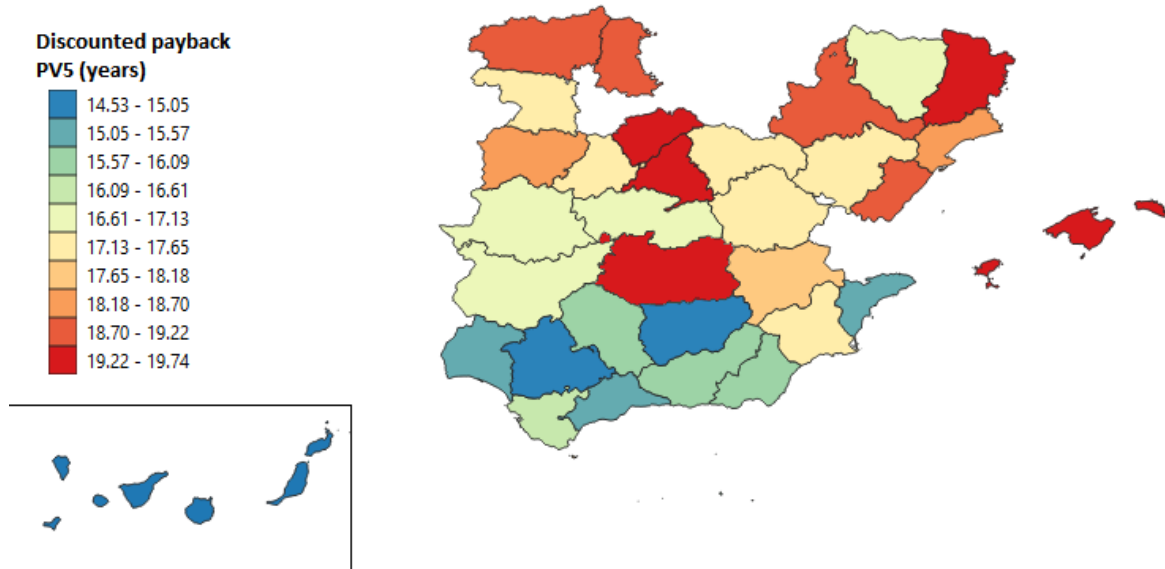 Discounted payback
PV5 (years)
14.53 - 15.05
15.05 - 15.57
15.57 - 16.09
16.09 - 16.61
16.61 - 17.13
17.13 - 17.65
17.65 - 18.18
18.18 - 18.70
18.70 - 19.22
19.22 - 19.74